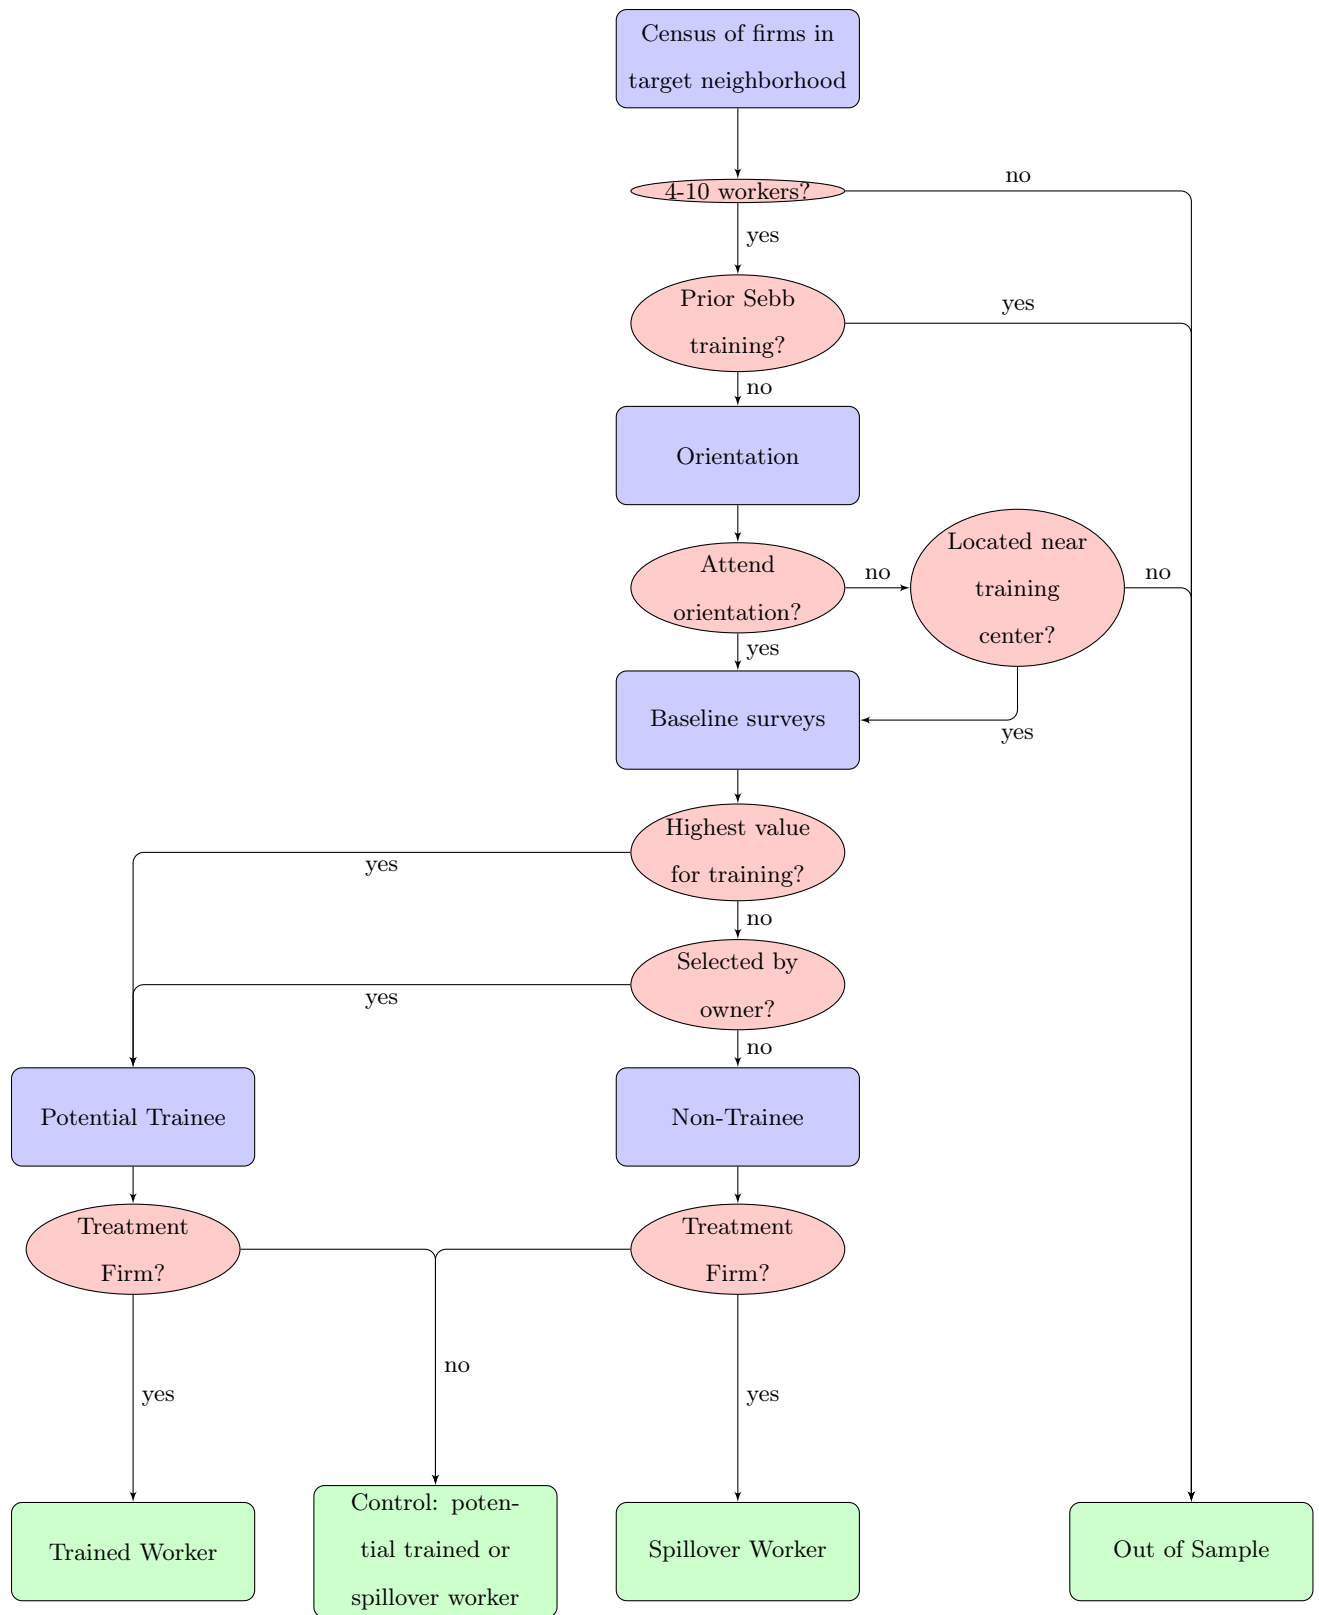 Census of firms in
target neighborhood
4-10 workers?
no
yes
Prior Sebb
training?
yes
no
Orientation
Attend
orientation?
no
Located near
training
center?
no
yes
Baseline surveys
yes
Highest value
for training?
yes
no
Selected by
owner?
yes
no
Potential Trainee
Non-Trainee
Treatment
Firm?
Treatment
Firm?
no
yes
yes
Trained Worker
Control: poten-
tial trained or
spillover worker
Spillover Worker
Out of Sample